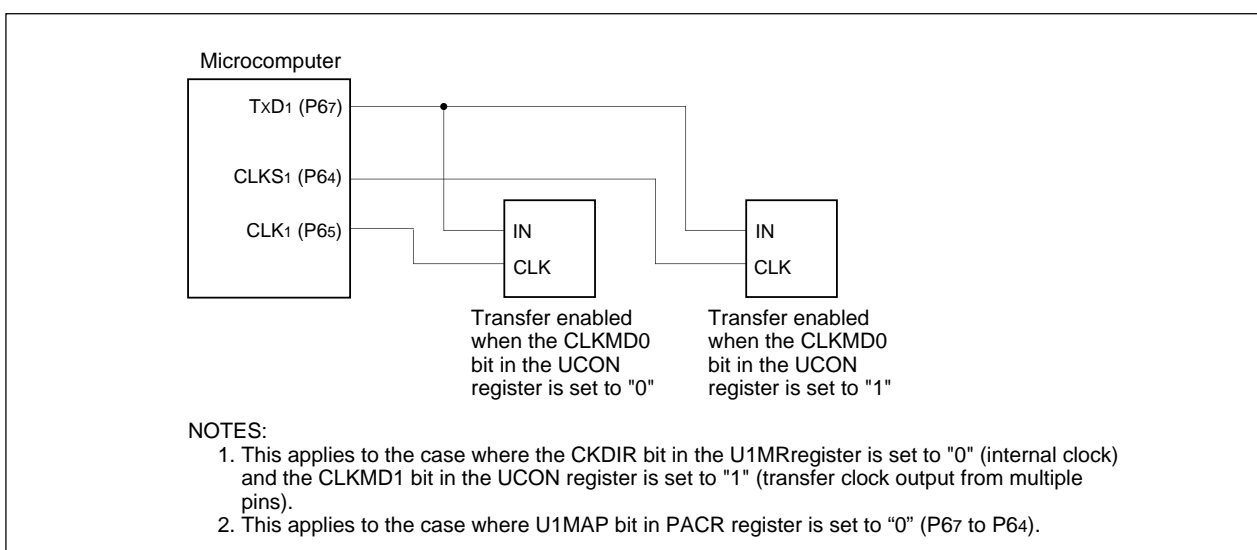 Microcomputer
TxD1 (P67)
CLKS1 (P64)
CLK1 (P65)
IN
CLK
IN
CLK
Transfer enabled
when the CLKMD0
bit in the UCON
register is set to "0"
Transfer enabled
when the CLKMD0
bit in the UCON
register is set to "1"
NOTES:
1. This applies to the case where the CKDIR bit in the U1MRregister is set to "0" (internal clock)
and the CLKMD1 bit in the UCON register is set to "1" (transfer clock output from multiple
pins).
2. This applies to the case where U1MAP bit in PACR register is set to “0” (P67 to P64).